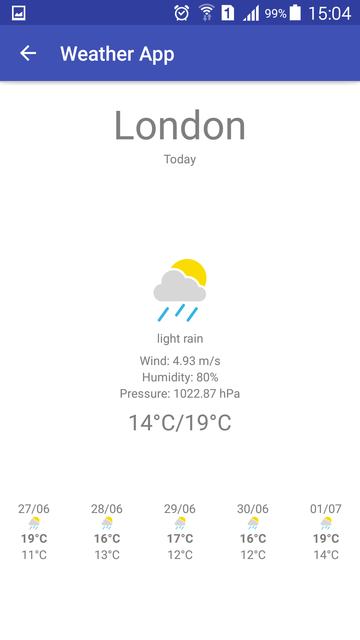 1 99% 15:04
Weather App
London
Today
light rain
Wind: 4.93 m/s
Humidity: 80%
Pressure: 1022.87 hPa
14°C/19°C
27/06 28/06 29/06 30/06 01/07
19°C 16°C 17°C 16°C 19°C
11°C 13°C 12°C 12°C 14°C